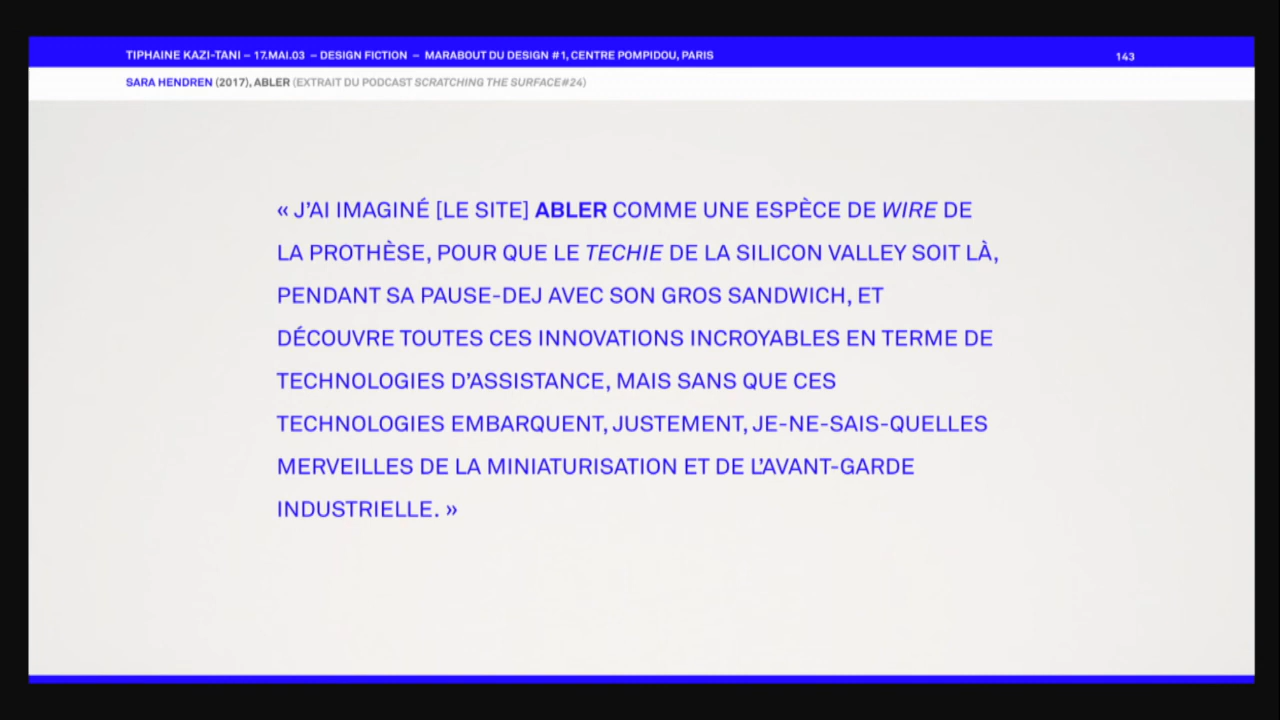 TIPHAINE KAZI-TANI – 17.MAI.03 – DESIGN FICTION – MARABOUT DU DESIGN #1, CENTRE POMPIDOU, PARIS
143
SARA HENDREN (2017), ABLER (EXTRAIT DU PODCAST SCRATCHING THE SURFACE#24)
« J’AI IMAGINÉ [LE SITE] ABLER COMME UNE ESPÈCE DE WIRE DE
LA PROTHÈSE, POUR QUE LE TECHIE DE LA SILICON VALLEY SOIT LÀ,
PENDANT SA PAUSE-DEJ AVEC SON GROS SANDWICH, ET
DÉCOUVRE TOUTES CES INNOVATIONS INCROYABLES EN TERME DE
TECHNOLOGIES D’ASSISTANCE, MAIS SANS QUE CES
TECHNOLOGIES EMBARQUENT, JUSTEMENT, JE-NE-SAIS-QUELLES
MERVEILLES DE LA MINIATURISATION ET DE L’AVANT-GARDE
INDUSTRIELLE. »